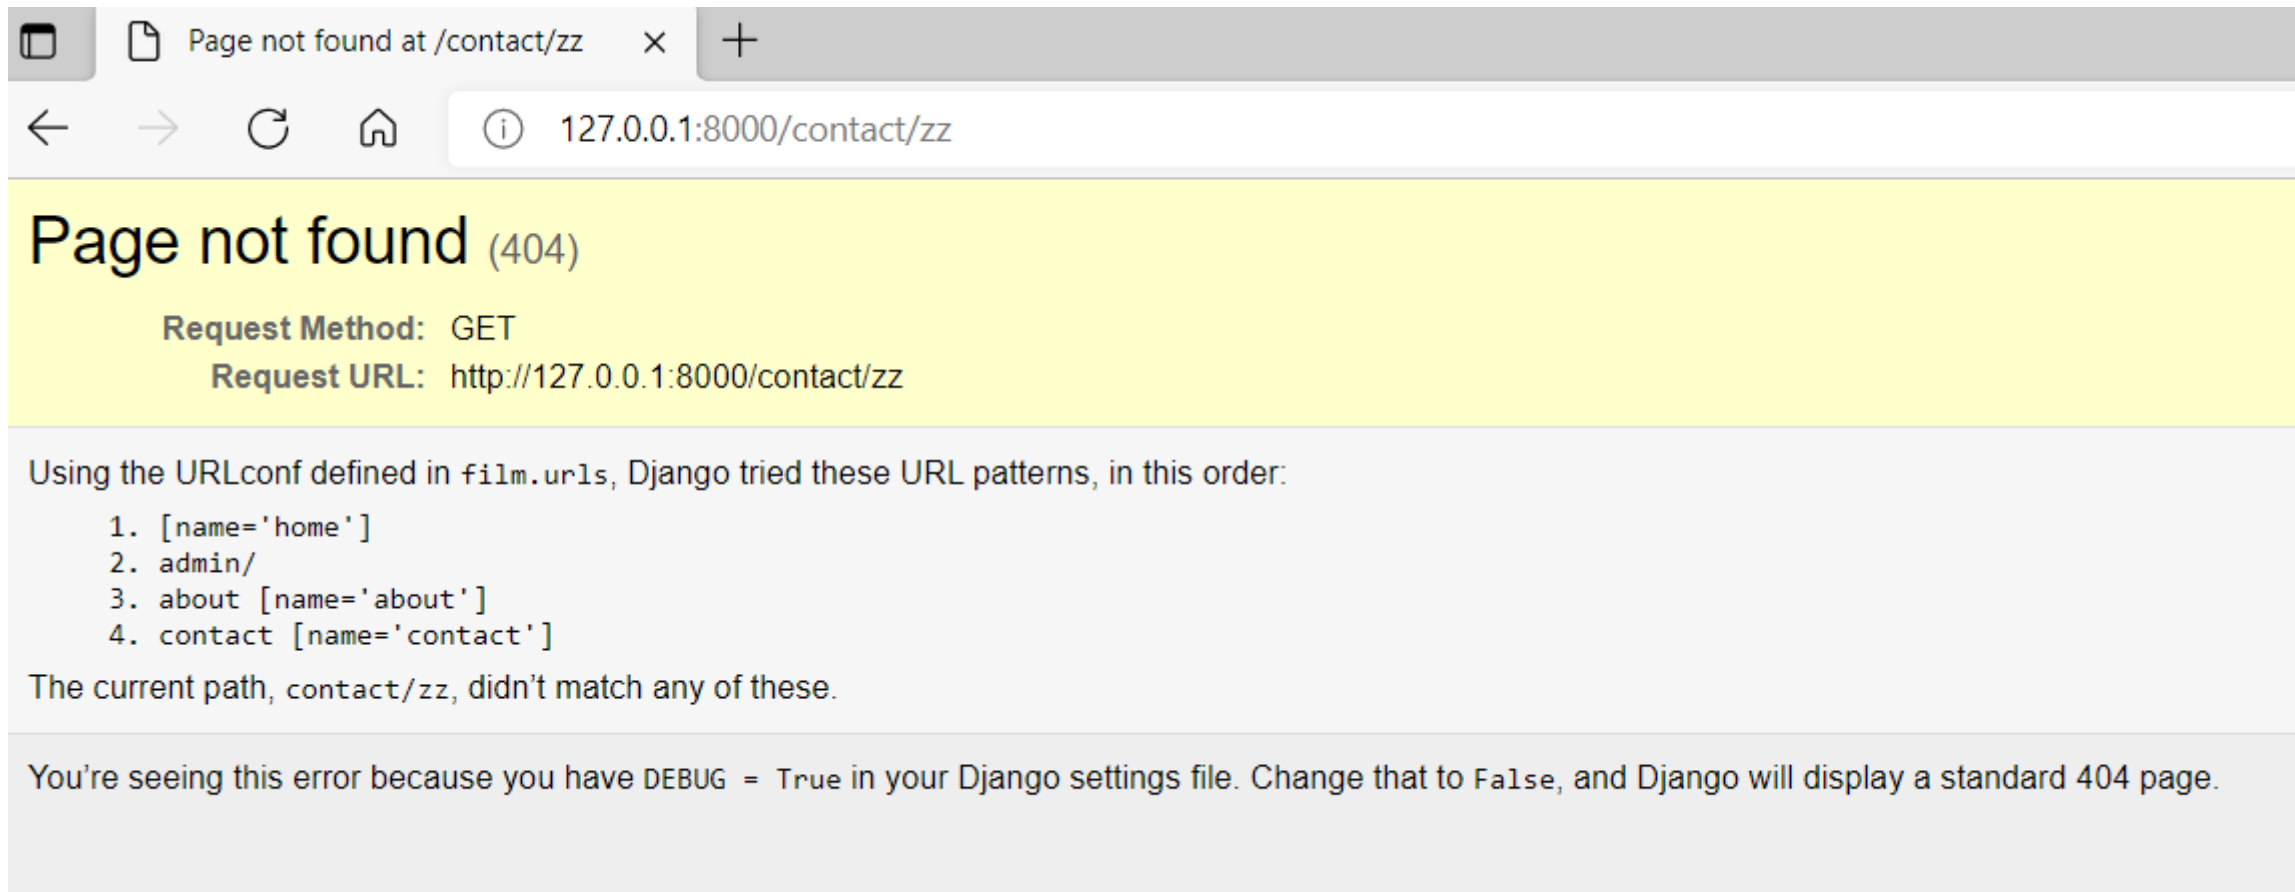 Page not found at /contact/zz
127.0.0.1:8000/contact/zz
Page not found (404)
Request Method: GET
Request URL: http://127.0.0.1:8000/contact/zz
Using the URLconf defined in film.urls, Django tried these URL patterns, in this order:
1. [name='home']
2. admin/
3. about [name='about']
4. contact [name='contact']
The current path, contact/zz, didn’t match any of these.
You’re seeing this error because you have DEBUG = True in your Django settings file. Change that to False, and Django will display a standard 404 page.